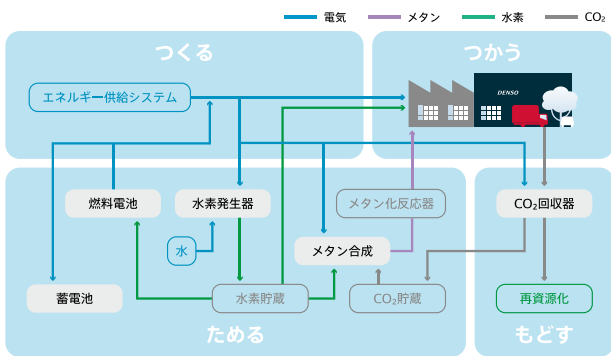 電気
メタン
水素
CO₂
つくる
つかう
エネルギー供給システム
DENSO
燃料電池
水素発生器
メタン化反応器
CO₂回収器
水
メタン合成
蓄電池
水素貯蔵
CO₂貯蔵
再資源化
ためる
もどす